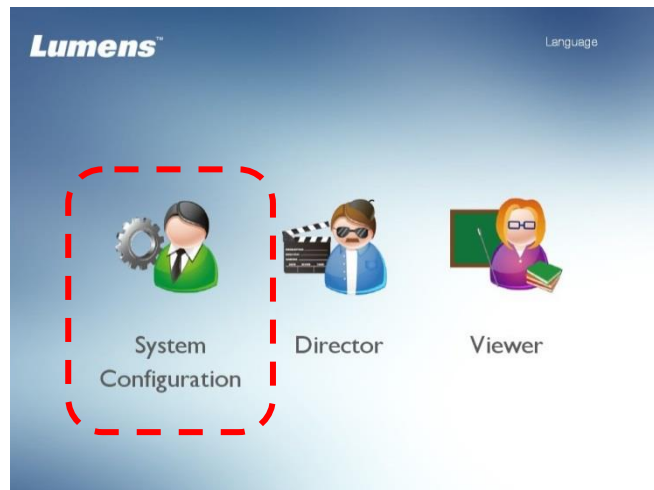 Lumens™
Language
System
Configuration
Director
Viewer